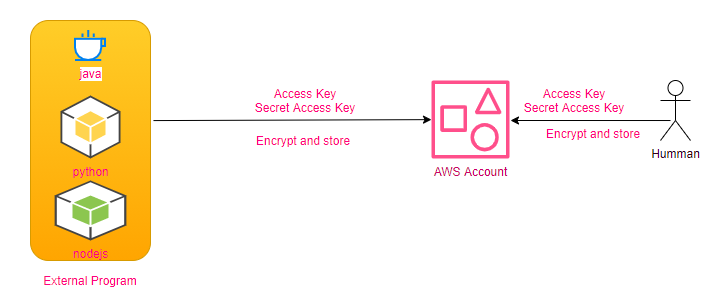 java
python
nodejs
External Program
Access Key
Secret Access Key
Encrypt and store
AWS Account
Access Key
Secret Access Key
Encrypt and store
Humman